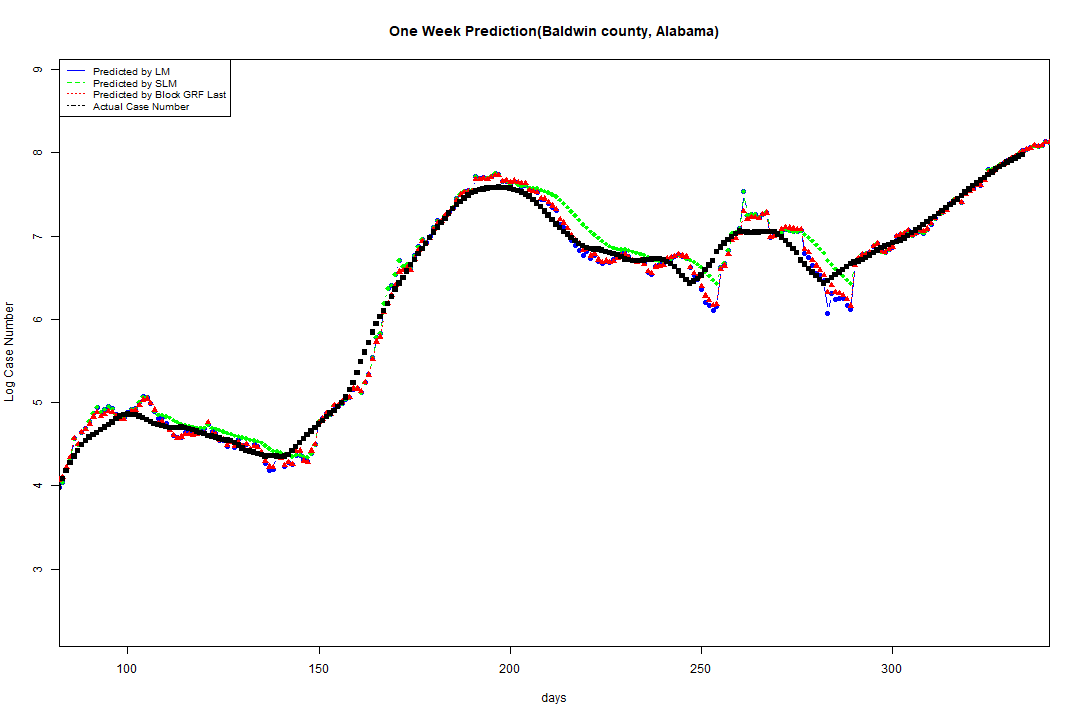 One Week Prediction(Baldwin county, Alabama)
Predicted by LM
Predicted by SLM
Predicted by Block GRF Last
Actual Case Number
9
8
7
6
5
4
3
Log Case Number
100 150 200 250 300
days